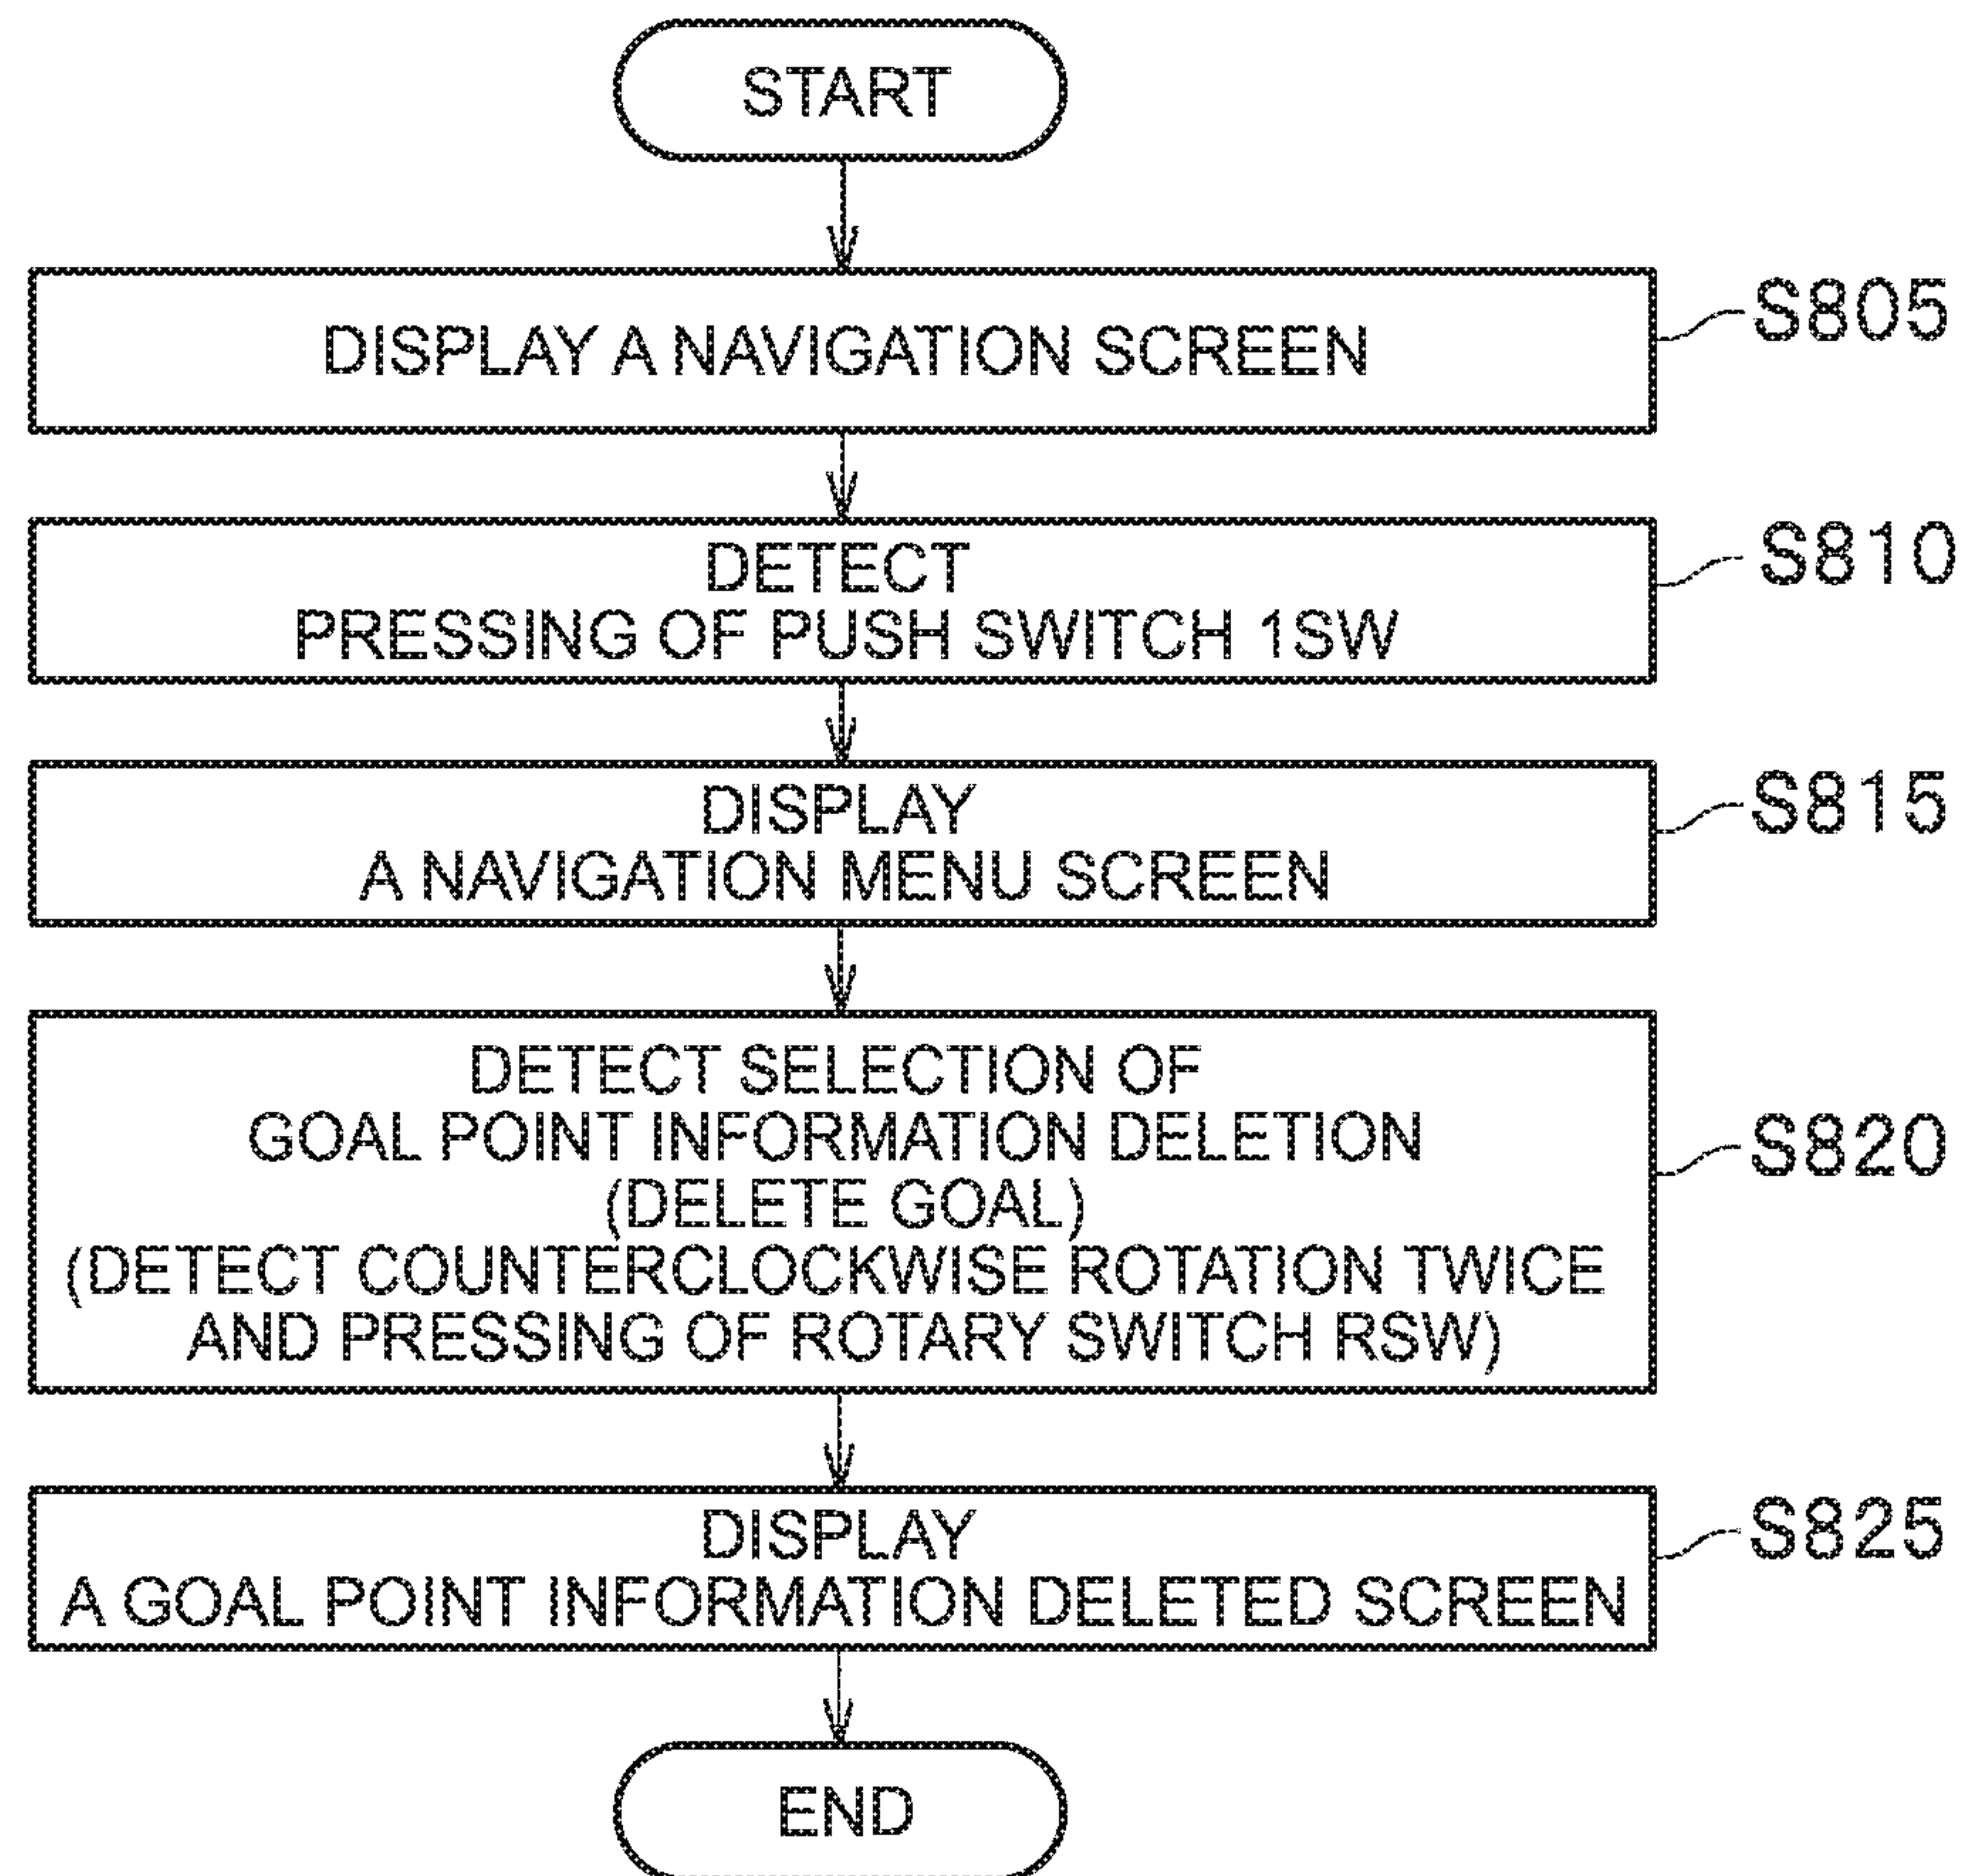 START
DISPLAY A NAVIGATION SCREEN
S805
DETECT
PRESSING OF PUSH SWITCH 1SW
S810
DISPLAY
A NAVIGATION MENU SCREEN
S815
DETECT SELECTION OF
GOAL POINT INFORMATION DELETION
(DELETE GOAL)
(DETECT COUNTERCLOCKWISE ROTATION TWICE
AND PRESSING OF ROTARY SWITCH RSW)
S820
DISPLAY
A GOAL POINT INFORMATION DELETED SCREEN
S825
END